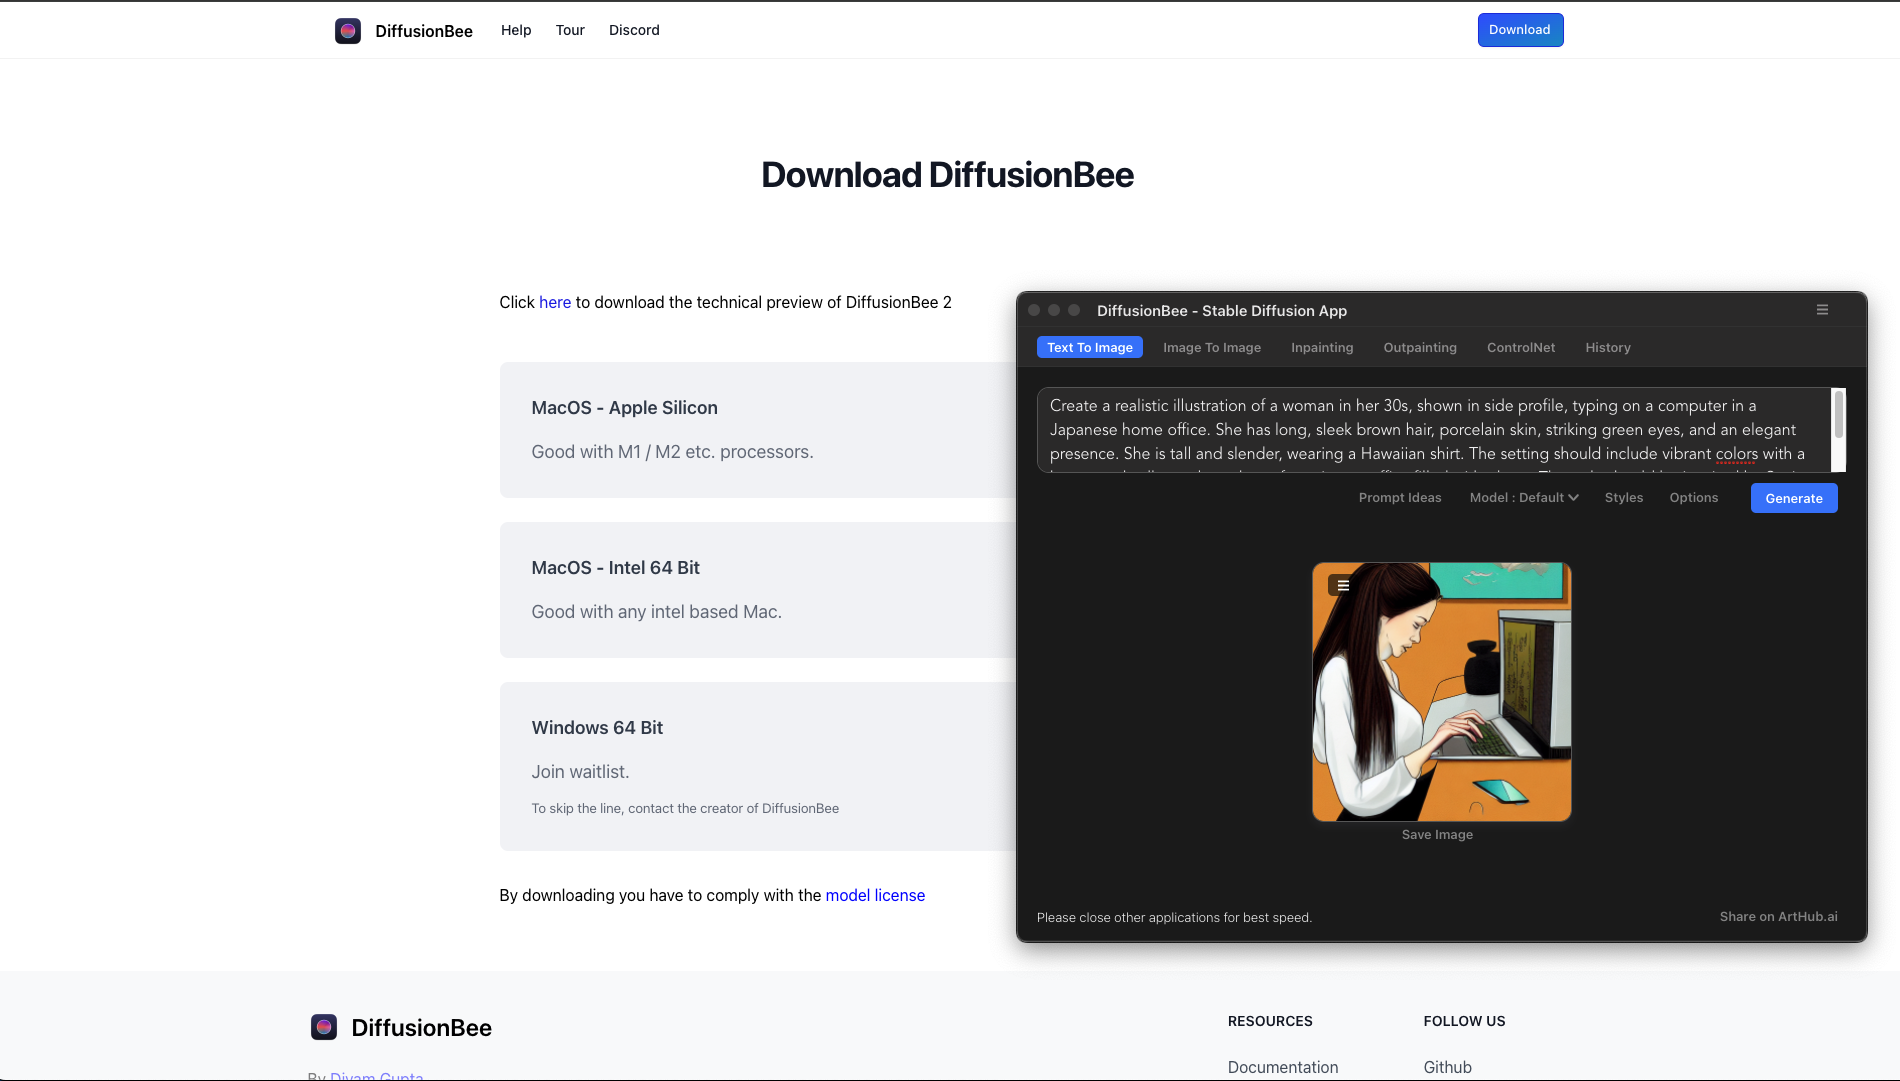 DiffusionBee
Help
Tour
Discord
Download
Download DiffusionBee
Click here to download the technical preview of DiffusionBee 2
MacOS - Apple Silicon
Good with M1 / M2 etc. processors.
MacOS - Intel 64 Bit
Good with any intel based Mac.
Windows 64 Bit
Join waitlist.
To skip the line, contact the creator of DiffusionBee
By downloading you have to comply with the model license
DiffusionBee - Stable Diffusion App
Text To Image
Image To Image
Inpainting
Outpainting
ControlNet
History
Create a realistic illustration of a woman in her 30s, shown in side profile, typing on a computer in a
Japanese home office. She has long, sleek brown hair, porcelain skin, striking green eyes, and an elegant
presence. She is tall and slender, wearing a Hawaiian shirt. The setting should include vibrant colors with a
Prompt Ideas
Model : Default
Styles
Options
Generate
Save Image
Please close other applications for best speed.
Share on ArtHub.ai
DiffusionBee
By Divam Gupta
RESOURCES
Documentation
FOLLOW US
Github